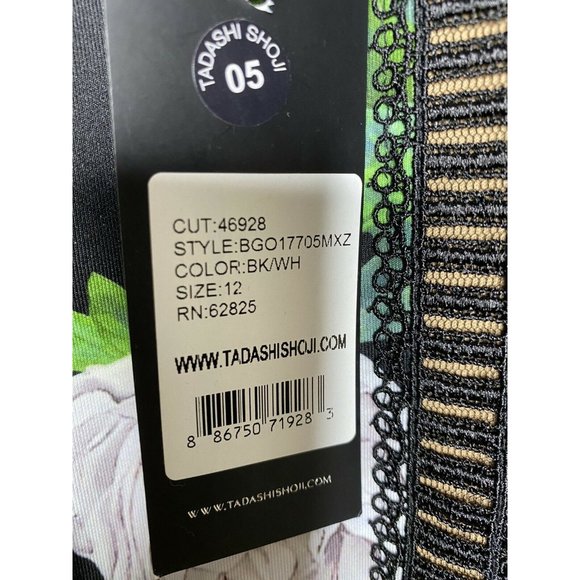 TADASHI SHOJI
05
CUT:46928
STYLE:BGO17705MXZ
COLOR:BK/WH
SIZE:12
RN:62825
WWW.TADASHISHOJI.COM
8 86750 71928 3
WWW.TADASHISHOJI.COM